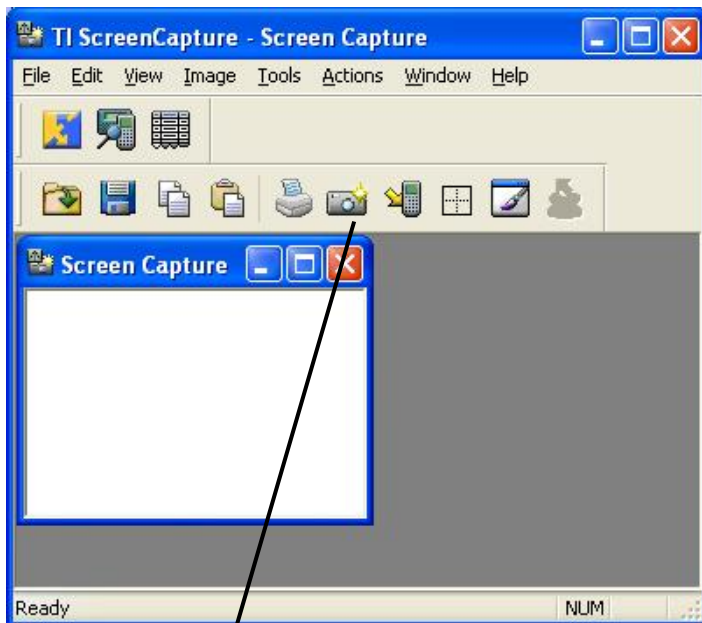 TI ScreenCapture - Screen Capture
File Edit View Image Tools Actions Window Help
Screen Capture
Ready NUM